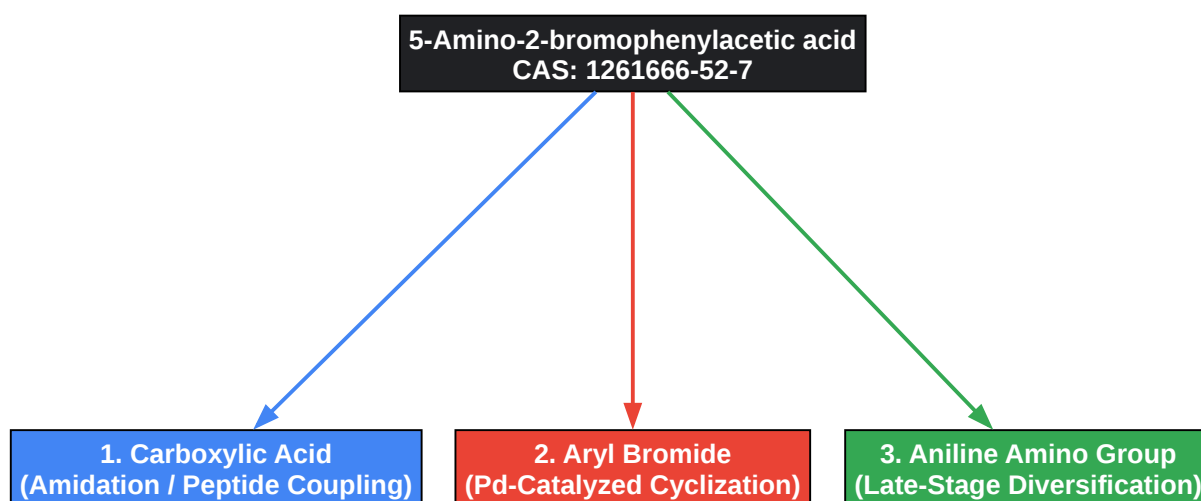 5-Amino-2-bromophenylacetic acid
CAS: 1261666-52-7
1. Carboxylic Acid
(Amidation / Peptide Coupling)
2. Aryl Bromide
(Pd-Catalyzed Cyclization)
3. Aniline Amino Group
(Late-Stage Diversification)